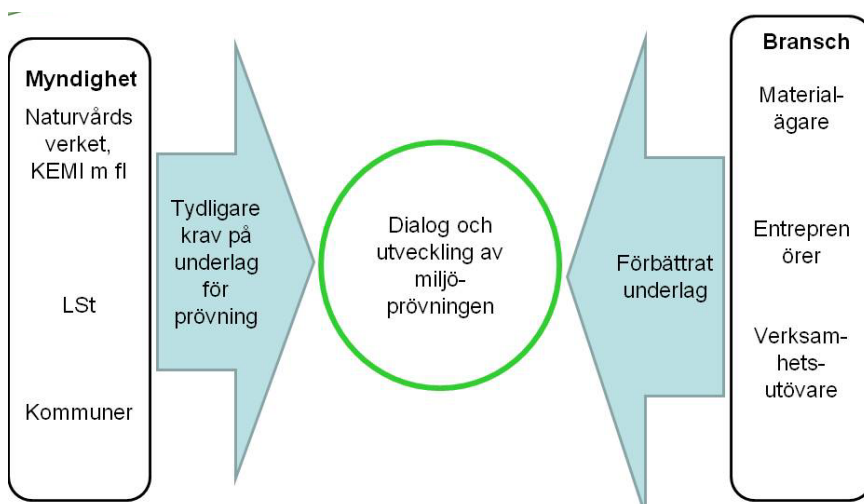 Myndighet
Naturvårds
verket,
KEMI m fl
LSt
Kommuner
Tydligare
krav på
underlag
för
prövning
Dialog och
utveckling av
miljö-
prövningen
Förbättrat
underlag
Bransch
Material-
ägare
Entrepren
örer
Verksam-
hets-
utövare